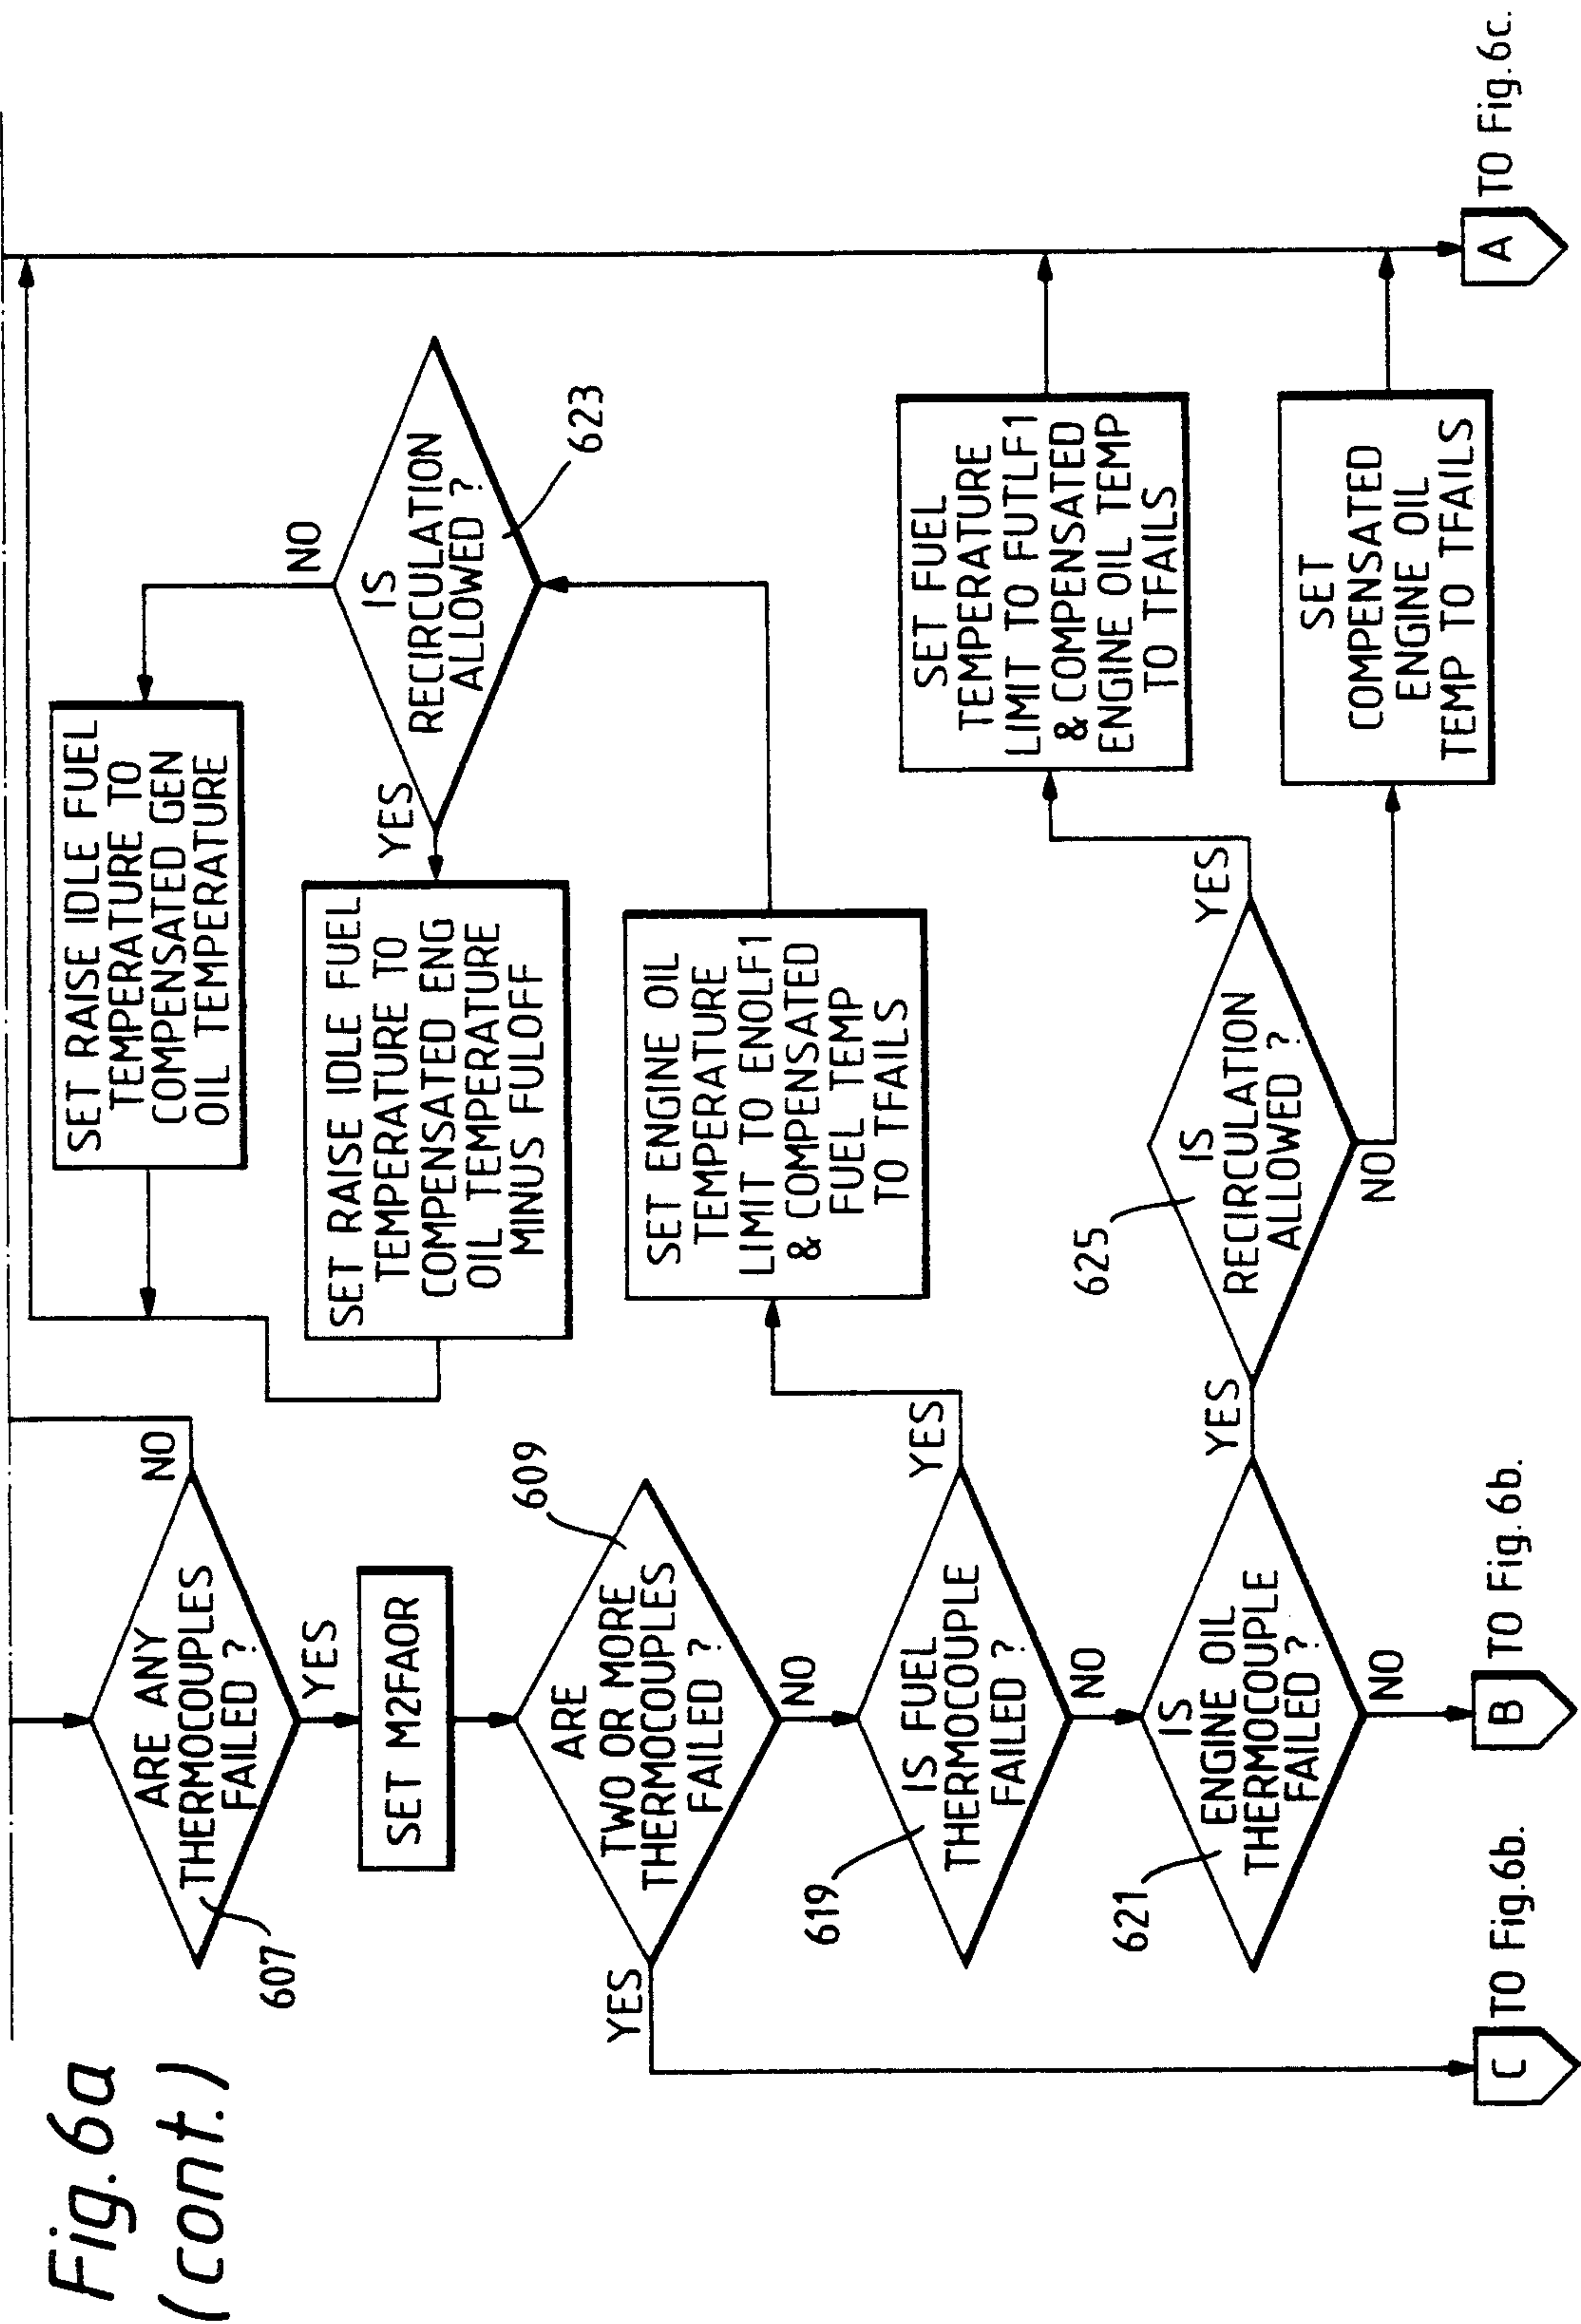 Fig.6a
(cont.)
ARE ANY
THERMOCOUPLES
FAILED ?
607
NO
YES
SET M2FAOR
ARE
TWO OR MORE
THERMOCOUPLES
FAILED ?
609
YES
NO
IS FUEL
THERMOCOUPLE
FAILED ?
619
YES
NO
IS
ENGINE OIL
THERMOCOUPLE
FAILED ?
621
YES
NO
SET RAISE IDLE FUEL
TEMPERATURE TO
COMPENSATED GEN
OIL TEMPERATURE
SET RAISE IDLE FUEL
TEMPERATURE TO
COMPENSATED ENG
OIL TEMPERATURE
MINUS FULOFF
YES
IS
RECIRCULATION
ALLOWED ?
NO
623
SET ENGINE OIL
TEMPERATURE
LIMIT TO ENOLF1
& COMPENSATED
FUEL TEMP
TO TFAILS
625
IS
RECIRCULATION
ALLOWED ?
YES
NO
SET FUEL
TEMPERATURE
LIMIT TO FUTLF1
& COMPENSATED
ENGINE OIL TEMP
TO TFAILS
SET
COMPENSATED
ENGINE OIL
TEMP TO TFAILS
C TO Fig.6b.
B TO Fig.6b.
A TO Fig.6c.